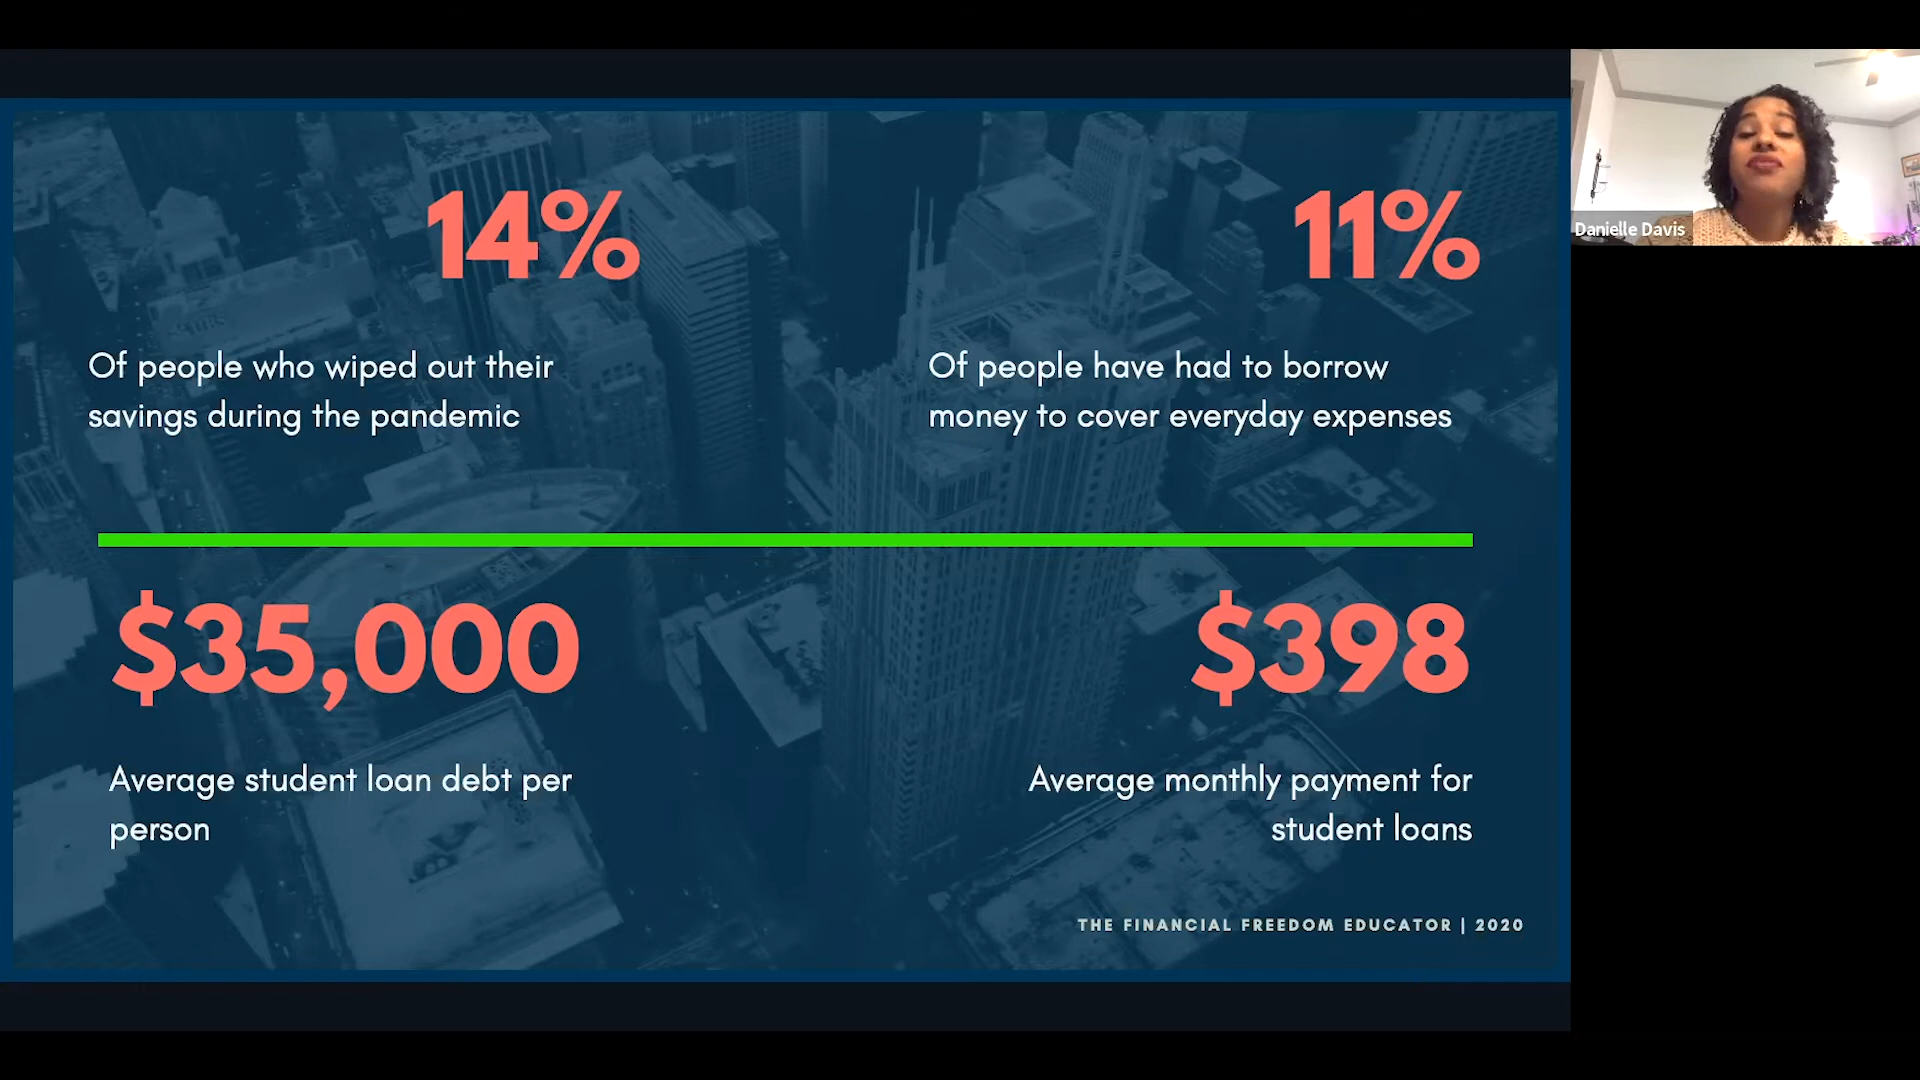 14%
Of people who wiped out their
savings during the pandemic
11%
Of people have had to borrow
money to cover everyday expenses
$35,000
Average student loan debt per
person
$398
Average monthly payment for
student loans
THE FINANCIAL FREEDOM EDUCATOR | 2020
Danielle Davis